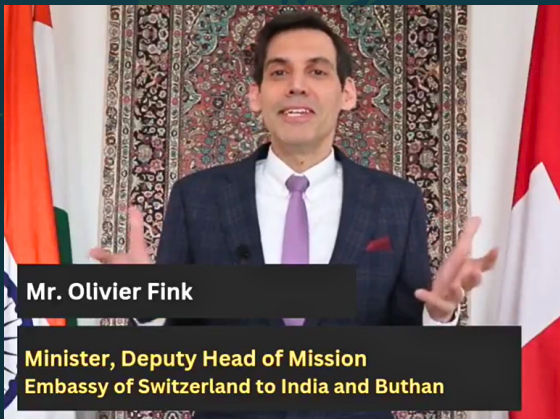 Mr. Olivier Fink
Minister, Deputy Head of Mission
Embassy of Switzerland to India and Buthan